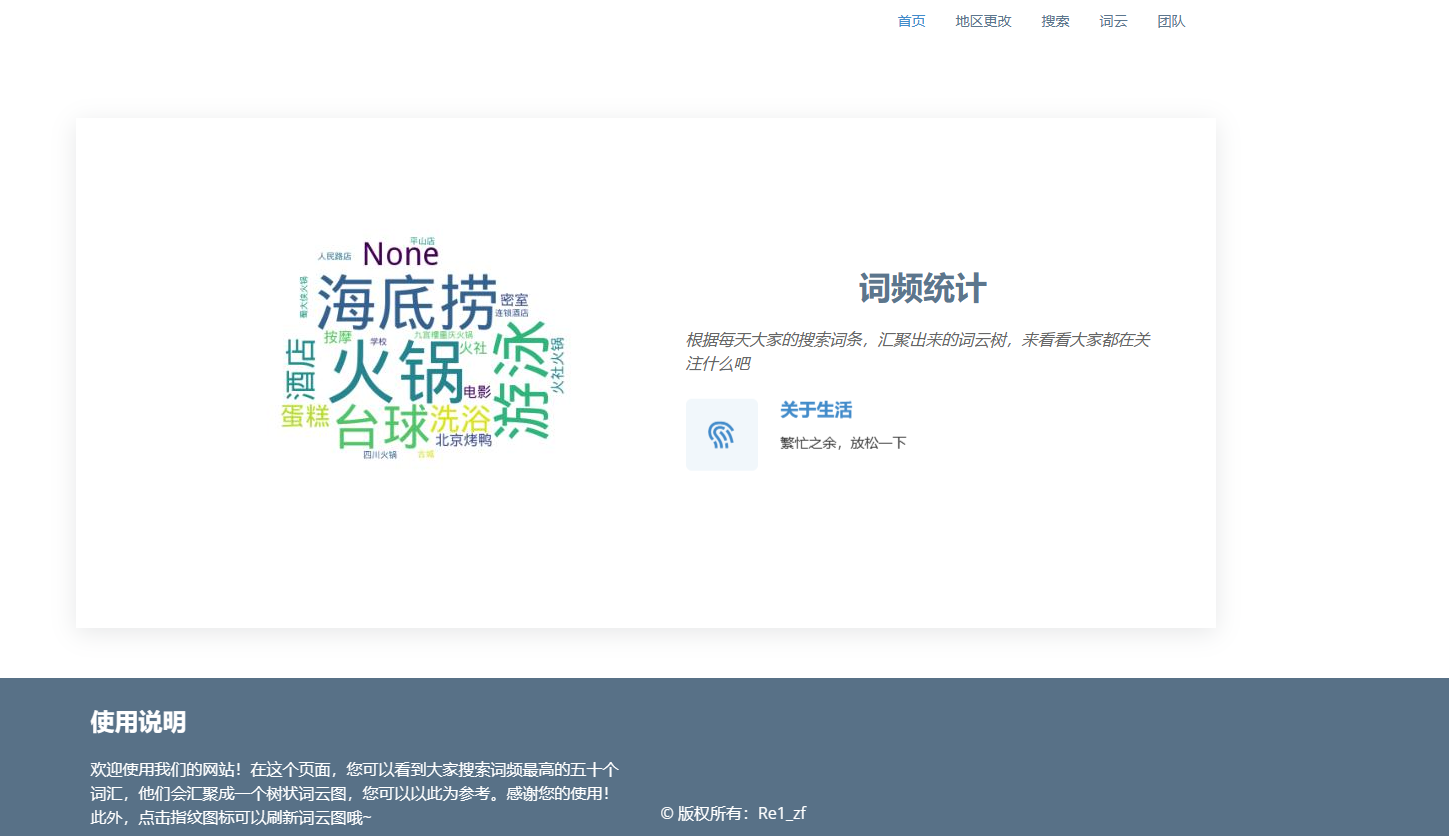 首页 地区更改 搜索 词云 团队
平山店
人民路店 None
蜀大侠火锅
海底捞
密室
连锁酒店
按摩 九宫檀重庆火锅
学校
火社
酒店
火锅
游泳
火社火锅
电影
蛋糕
台球
洗浴
北京烤鸭
四川火锅
古城
词频统计
根据每天大家的搜索词条，汇聚出来的词云树，来看看大家都在关
注什么吧
关于生活
繁忙之余，放松一下
使用说明
欢迎使用我们的网站！在这个页面，您可以看到大家搜索词频最高的五十个
词汇，他们会汇聚成一个树状词云图，您可以以此为参考。感谢您的使用！
此外，点击指纹图标可以刷新词云图哦~
© 版权所有：Re1_zf